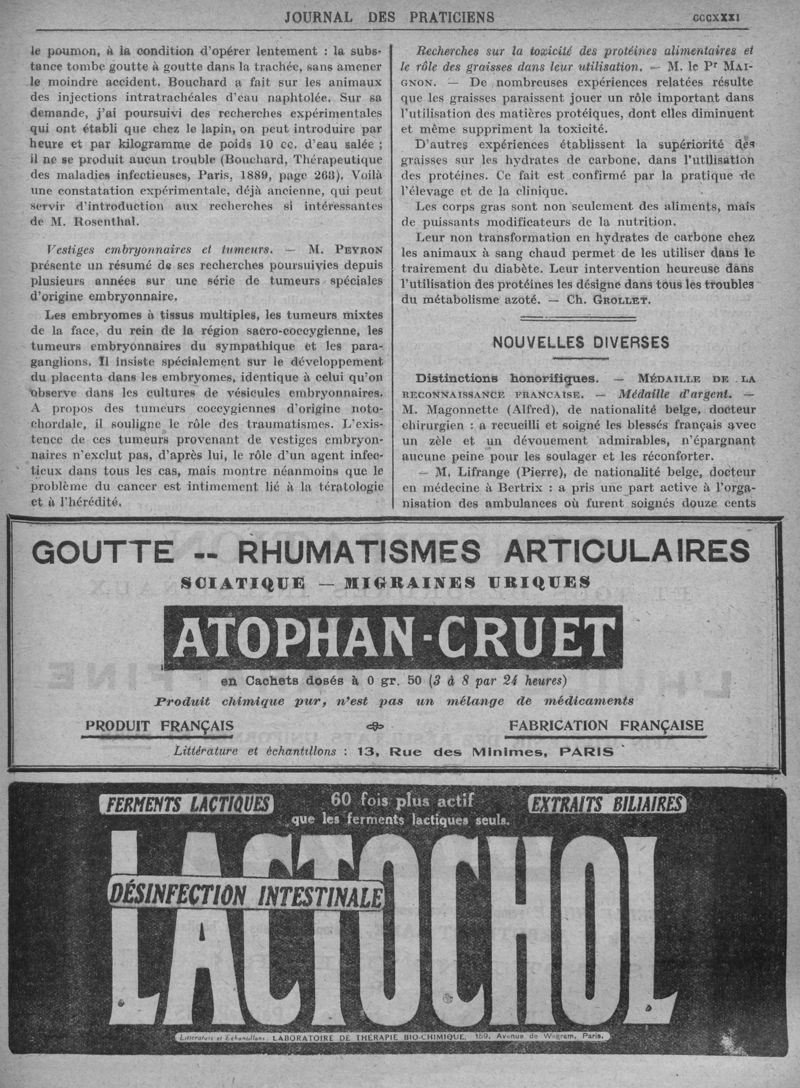 JOURNAL DES PRATICIENS
CCCXXXI
le poumon, à la condition d'opérer lentement : la subs-
tance tombe goutte à goutte dans la trachée, sans amener
le moindre accident. Bouchard a fait sur les animaux
des injections intratrachéales d'eau naphtolée. Sur sa
demande, j'ai poursuivi des recherches expérimentales
qui ont établi que chez le lapin, on peut introduire par
heure et par kilogramme de poids 10 cc. d'eau salée ;
il ne se produit aucun trouble (Bouchard, Thérapeutique
des maladies infectieuses, Paris, 1889, page 263). Voilà
une constatation expérimentale, déjà ancienne, qui peut
servir d'introduction aux recherches si intéressantes
de M. Rosenthal.
Vestiges embryonnaires et tumeurs. — M. PEYRON
présente un résumé de ses recherches poursuivies depuis
plusieurs années sur une série de tumeurs spéciales
d'origine embryonnaire.
Les embryomes à tissus multiples, les tumeurs mixtes
de la face, du rein de la région sacro-coccygienne, les
tumeurs embryonnaires du sympathique et les para-
ganglions. Il insiste spécialement sur le développement
du placenta dans les embryomes, identique à celui qu'on
observe dans les cultures de vésicules embryonnaires.
A propos des tumeurs coccygiennes d'origine noto-
chordale, il souligne le rôle des traumatismes. L'exis-
tence de ces tumeurs provenant de vestiges embryon-
naires n'exclut pas, d'après lui, le rôle d'un agent infec-
tieux dans tous les cas, mais montre néanmoins que le
problème du cancer est intimement lié à la tératologie
et à l'hérédité.
Recherches sur la toxicité des protéines alimentaires et
le rôle des graisses dans leur utilisation. — M. le Pr MAI-
GNON. — De nombreuses expériences relatées résulte
que les graisses paraissent jouer un rôle important dans
l'utilisation des matières protéiques, dont elles diminuent
et même suppriment la toxicité.
D'autres expériences établissent la supériorité des
graisses sur les hydrates de carbone, dans l'utilisation
des protéines. Ce fait est confirmé par la pratique de
l'élevage et de la clinique.
Les corps gras sont non seulement des aliments, mais
de puissants modificateurs de la nutrition.
Leur non transformation en hydrates de carbone chez
les animaux à sang chaud permet de les utiliser dans le
trairement du diabète. Leur intervention heureuse dans
l'utilisation des protéines les désigne dans tous les troubles
du métabolisme azoté. — Ch. GROLLET.
NOUVELLES DIVERSES
Distinctions honorifiques. — MÉDAILLE DE LA
RECONNAISSANCE FRANCAISE. — Médaille d'argent. —
M. Magonnette (Alfred), de nationalité belge, docteur
chirurgien : a recueilli et soigné les blessés français avec
un zèle et un dévouement admirables, n'épargnant
aucune peine pour les soulager et les réconforter.
— M. Lifrange (Pierre), de nationalité belge, docteur
en médecine à Bertrix : a pris une part active à l'orga-
nisation des ambulances où furent soignés douze cents
GOUTTE -- RHUMATISMES ARTICULAIRES
SCIATIQUE — MIGRAINES URIQUES
ATOPHAN-CRUET
en Cachets dosés à 0 gr. 50 (3 à 8 par 24 heures)
Produit chimique pur, n'est pas un mélange de médicaments
PRODUIT FRANÇAIS
FABRICATION FRANÇAISE
Littérature et échantillons : 13, Rue des Minimes, PARIS
FERMENTS LACTIQUES
60 fois plus actif
que les ferments lactiques seuls.
EXTRAITS BILIAIRES
LACTOCHOL
DÉSINFECTION INTESTINALE
Littérature et Echantillons, LABORATOIRE DE THÉRAPIE BIO-CHIMIQUE, 159, Avenue de Wagram, Paris.